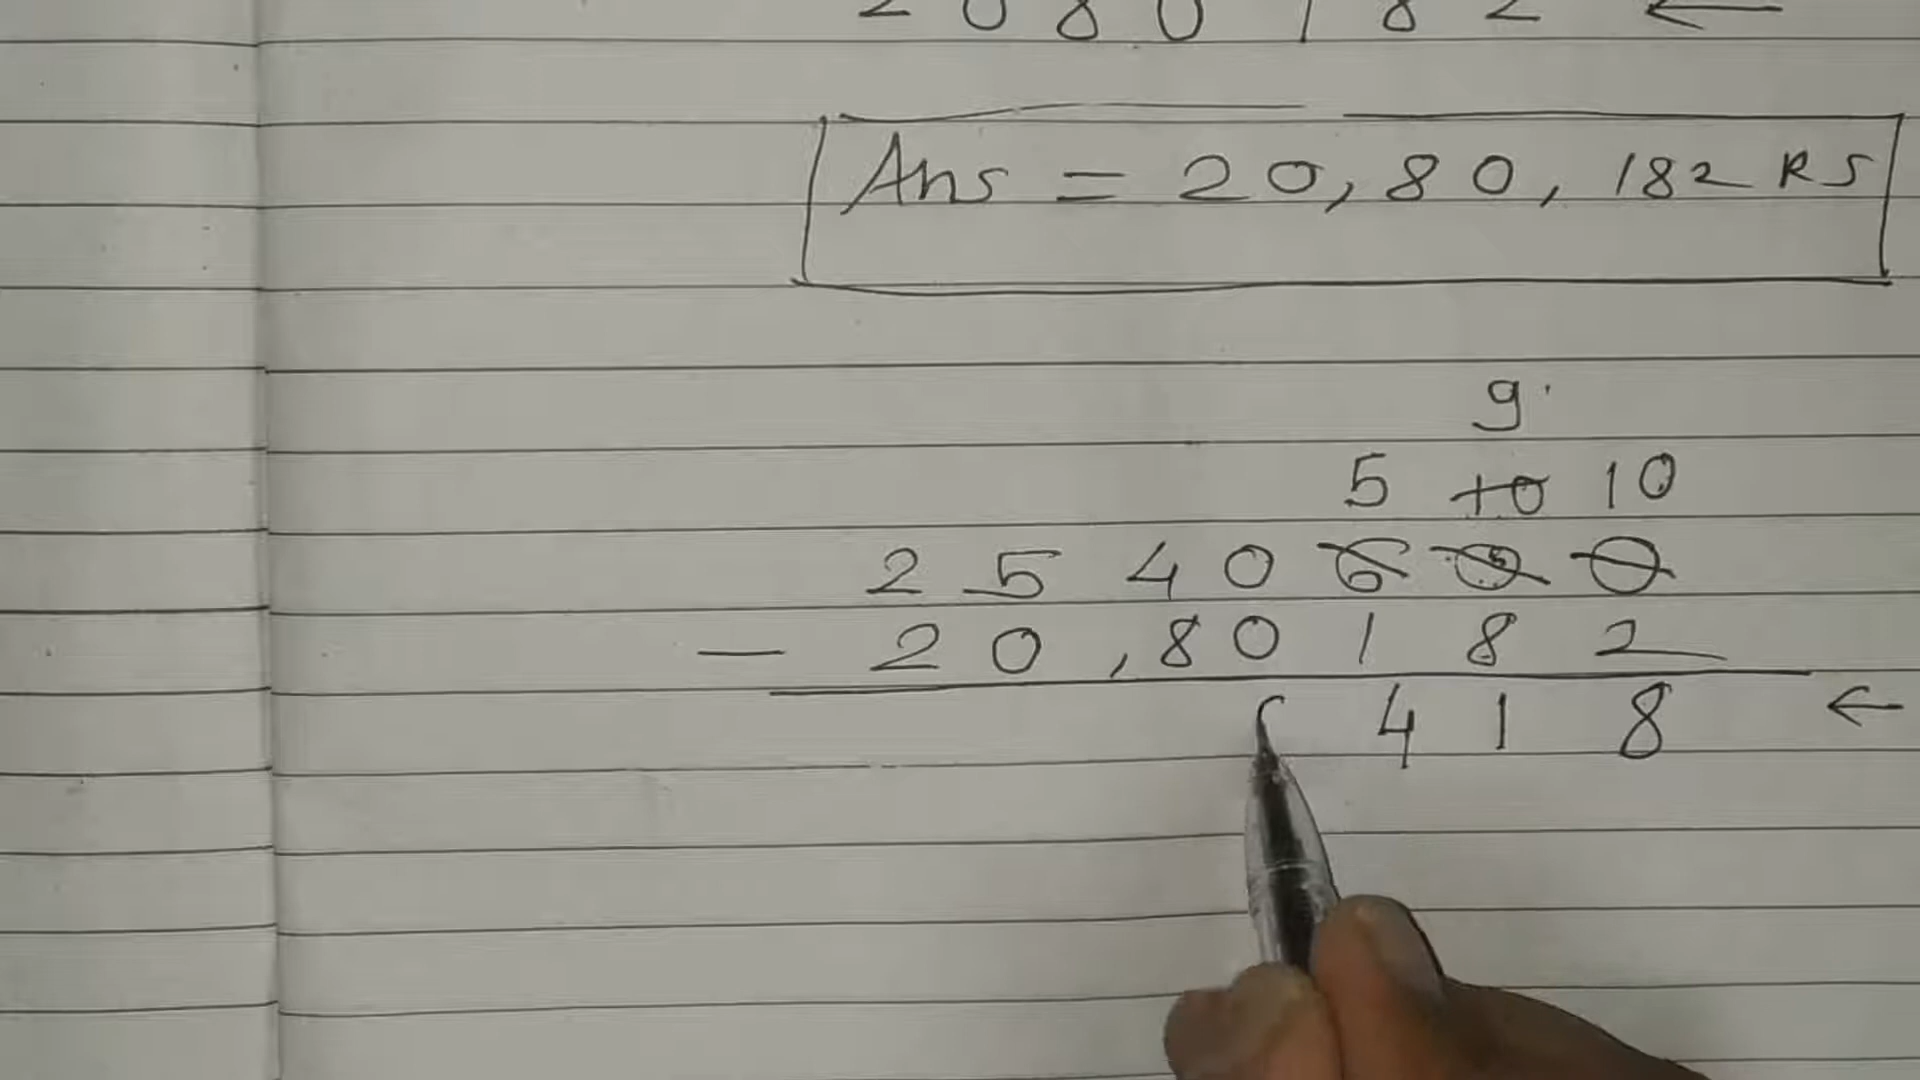 2080182 ←
Ans = 20,80,182 RS
9
5 10 10
2540600
- 20,80182
418 ←